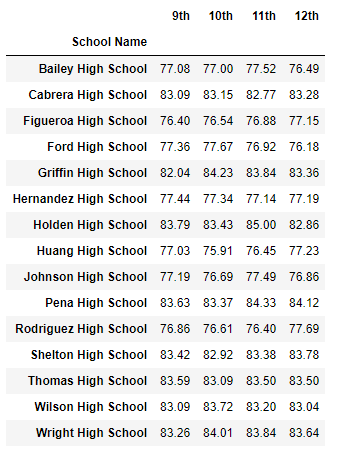 9th 10th 11th 12th
School Name
Bailey High School 77.08 77.00 77.52 76.49
Cabrera High School 83.09 83.15 82.77 83.28
Figueroa High School 76.40 76.54 76.88 77.15
Ford High School 77.36 77.67 76.92 76.18
Griffin High School 82.04 84.23 83.84 83.36
Hernandez High School 77.44 77.34 77.14 77.19
Holden High School 83.79 83.43 85.00 82.86
Huang High School 77.03 75.91 76.45 77.23
Johnson High School 77.19 76.69 77.49 76.86
Pena High School 83.63 83.37 84.33 84.12
Rodriguez High School 76.86 76.61 76.40 77.69
Shelton High School 83.42 82.92 83.38 83.78
Thomas High School 83.59 83.09 83.50 83.50
Wilson High School 83.09 83.72 83.20 83.04
Wright High School 83.26 84.01 83.84 83.64